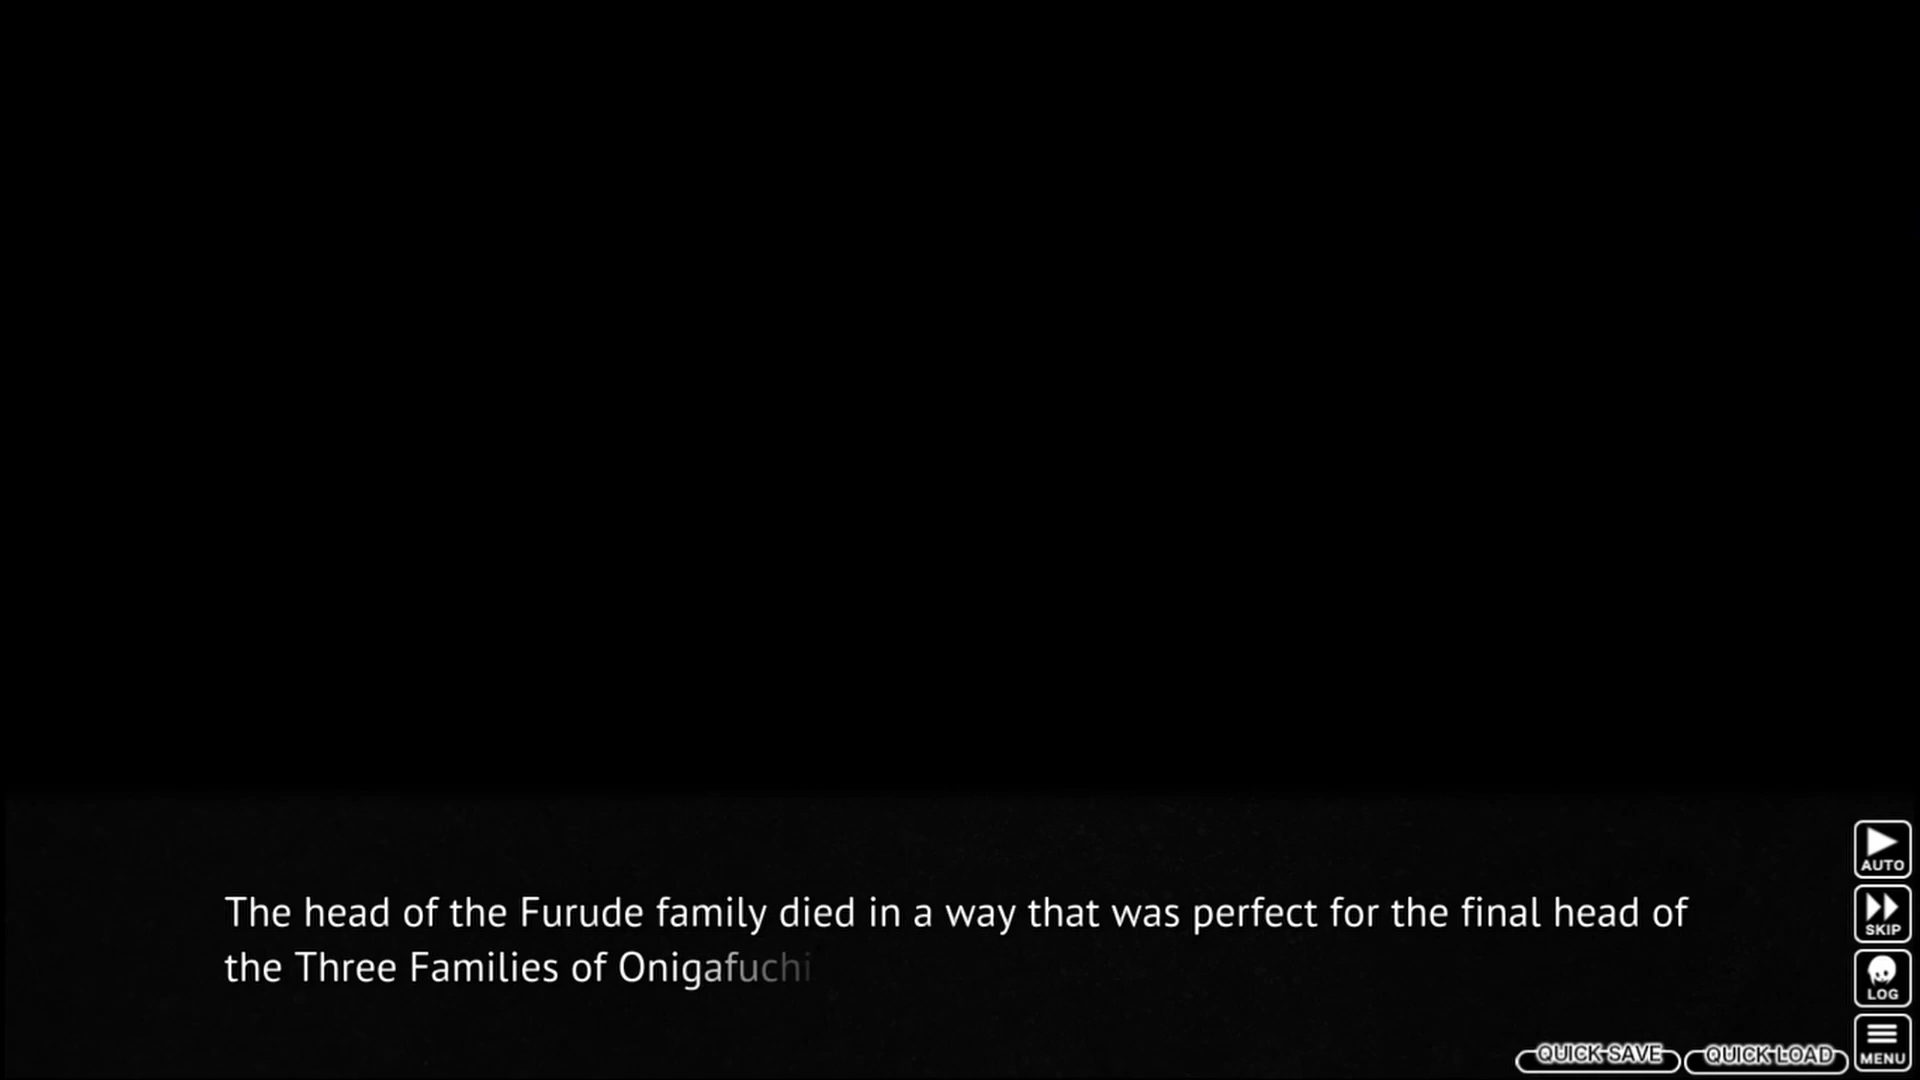 The head of the Furude family died in a way that was perfect for the final head of
the Three Families of Onigafuchi
AUTO
SKIP
LOG
QUICK SAVE QUICK LOAD MENU